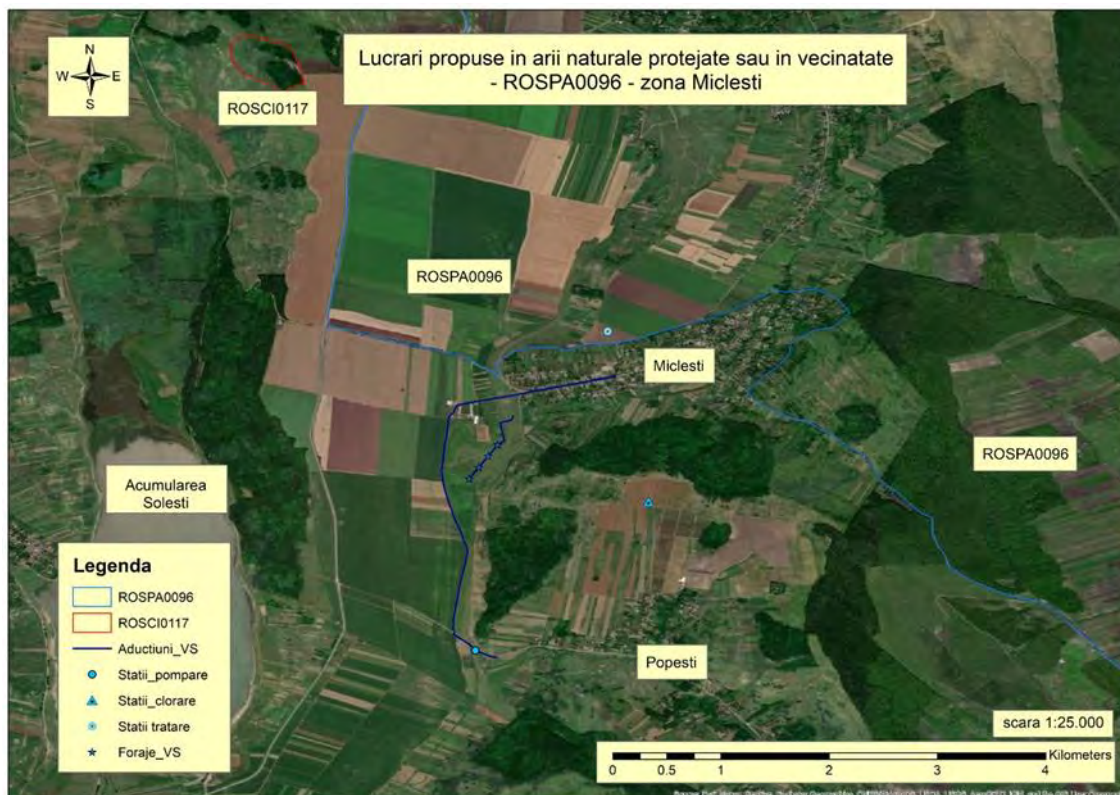 N
W E
S
Lucrari propuse in arii naturale protejate sau in vecinatate
- ROSPA0096 - zona Miclesti
ROSCI0117
ROSPA0096
Miclesti
ROSPA0096
Acumularea
Solesti
Popesti
Legenda
ROSPA0096
ROSCI0117
Aductiuni_VS
Statii_pompare
Statii_clorare
Statii tratare
Foraje_VS
scara 1:25.000
Kilometers
0 0.5 1 2 3 4